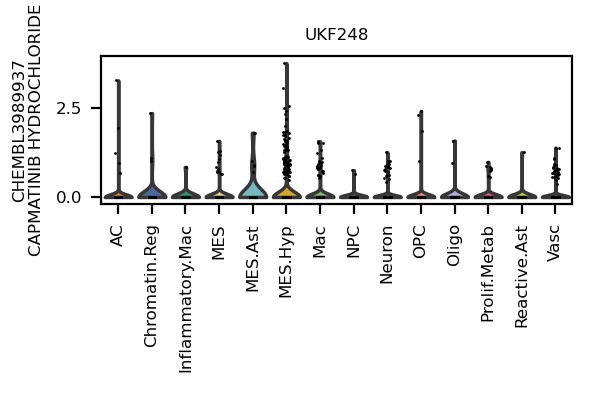 UKF248
CHEMBL3989937
CAPMATINIB HYDROCHLORIDE
2.5
0.0
AC
Chromatin.Reg
Inflammatory.Mac
MES
MES.Ast
MES.Hyp
Mac
NPC
Neuron
OPC
Oligo
Prolif.Metab
Reactive.Ast
Vasc